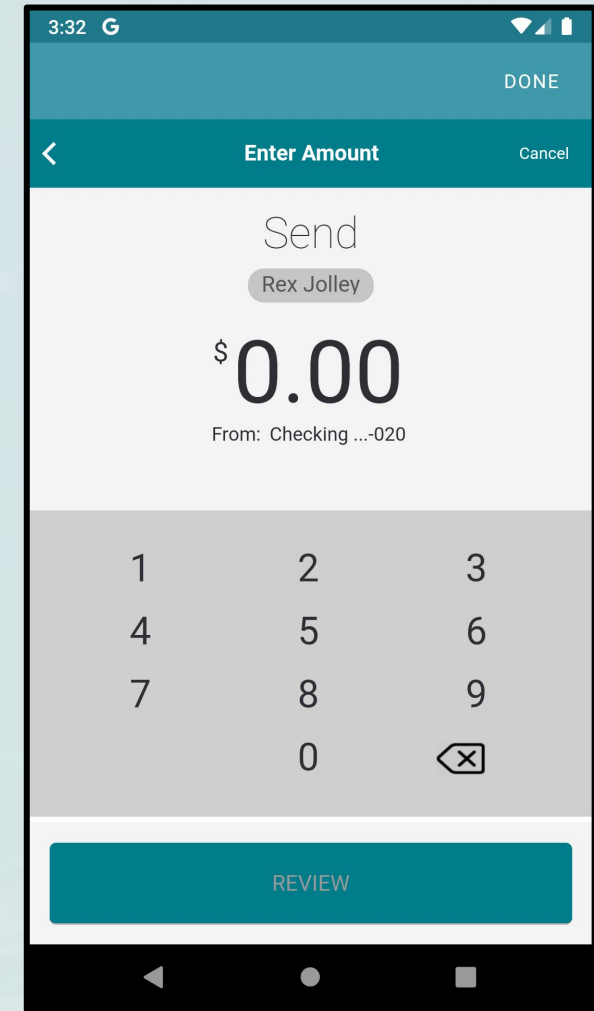 3:32 G
DONE
Enter Amount Cancel
Send
Rex Jolley
$0.00
From: Checking ...-020
1 2 3
4 5 6
7 8 9
0
REVIEW